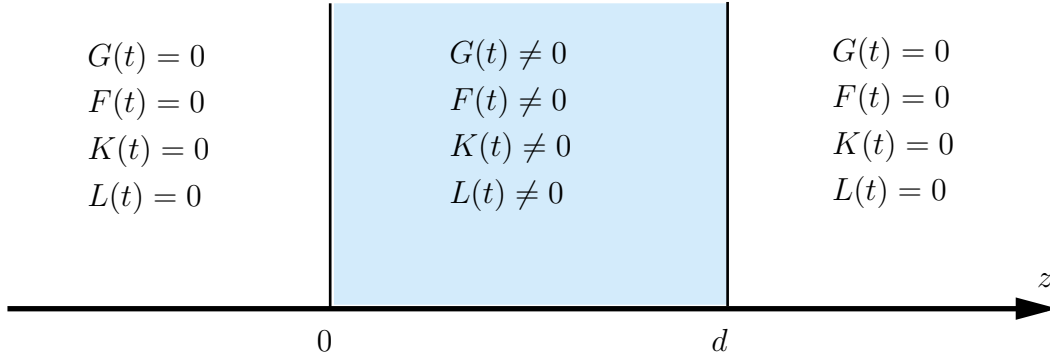 G(t) = 0
F(t) = 0
K(t) = 0
L(t) = 0
G(t) ≠ 0
F(t) ≠ 0
K(t) ≠ 0
L(t) ≠ 0
G(t) = 0
F(t) = 0
K(t) = 0
L(t) = 0
z
0
d